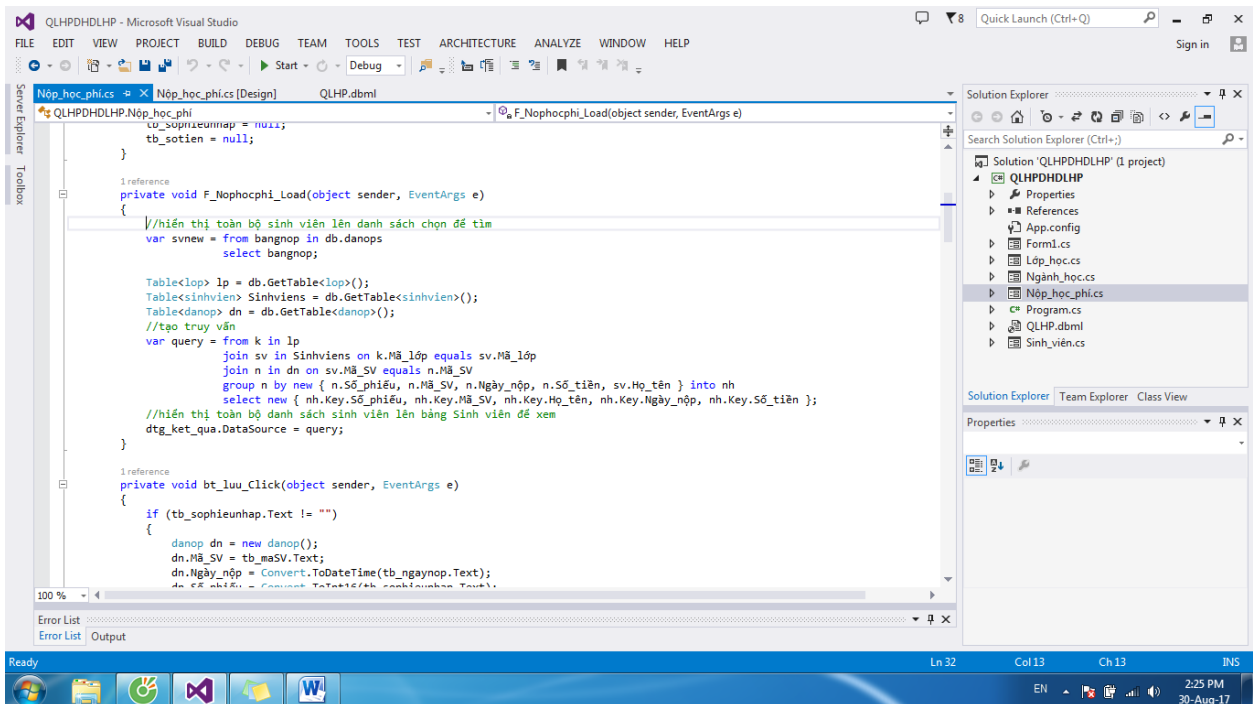 QLHPDHDLHP - Microsoft Visual Studio
8
Quick Launch (Ctrl+Q)
FILE EDIT VIEW PROJECT BUILD DEBUG TEAM TOOLS TEST ARCHITECTURE ANALYZE WINDOW HELP
Sign in
Start Debug
Server Explorer
Toolbox
Nộp_học_phí.cs Nộp_học_phí.cs [Design] QLHP.dbml
QLHPDHDLHP.Nộp_học_phí F_Nophocphi_Load(object sender, EventArgs e)
tb_sophieunhap = null;
tb_sotien = null;
}
1 reference
private void F_Nophocphi_Load(object sender, EventArgs e)
{
//hiển thị toàn bộ sinh viên lên danh sách chọn để tìm
var svnew = from bangnop in db.danops
select bangnop;
Table<lop> lp = db.GetTable<lop>();
Table<sinhvien> Sinhviens = db.GetTable<sinhvien>();
Table<danop> dn = db.GetTable<danop>();
//tạo truy vấn
var query = from k in lp
join sv in Sinhviens on k.Mã_lớp equals sv.Mã_lớp
join n in dn on sv.Mã_SV equals n.Mã_SV
group n by new { n.Số_phiếu, n.Mã_SV, n.Ngày_nộp, n.Số_tiền, sv.Họ_tên } into nh
select new { nh.Key.Số_phiếu, nh.Key.Mã_SV, nh.Key.Họ_tên, nh.Key.Ngày_nộp, nh.Key.Số_tiền };
//hiển thị toàn bộ danh sách sinh viên lên bảng Sinh viên để xem
dtg_ket_qua.DataSource = query;
}
1 reference
private void bt_luu_Click(object sender, EventArgs e)
{
if (tb_sophieunhap.Text != "")
{
danop dn = new danop();
dn.Mã_SV = tb_maSV.Text;
dn.Ngày_nộp = Convert.ToDateTime(tb_ngaynop.Text);
dn.Số_phiếu = Convert.ToInt16(tb_sophieunhap.Text);
100 %
Error List
Error List Output
Solution Explorer
Search Solution Explorer (Ctrl+;)
Solution 'QLHPDHDLHP' (1 project)
C# QLHPDHDLHP
Properties
References
App.config
Form1.cs
Lớp_học.cs
Ngành_học.cs
Nộp_học_phí.cs
C# Program.cs
QLHP.dbml
Sinh_viên.cs
Solution Explorer Team Explorer Class View
Properties
Ready Ln 32 Col 13 Ch 13 INS
W
EN
2:25 PM
30-Aug-17